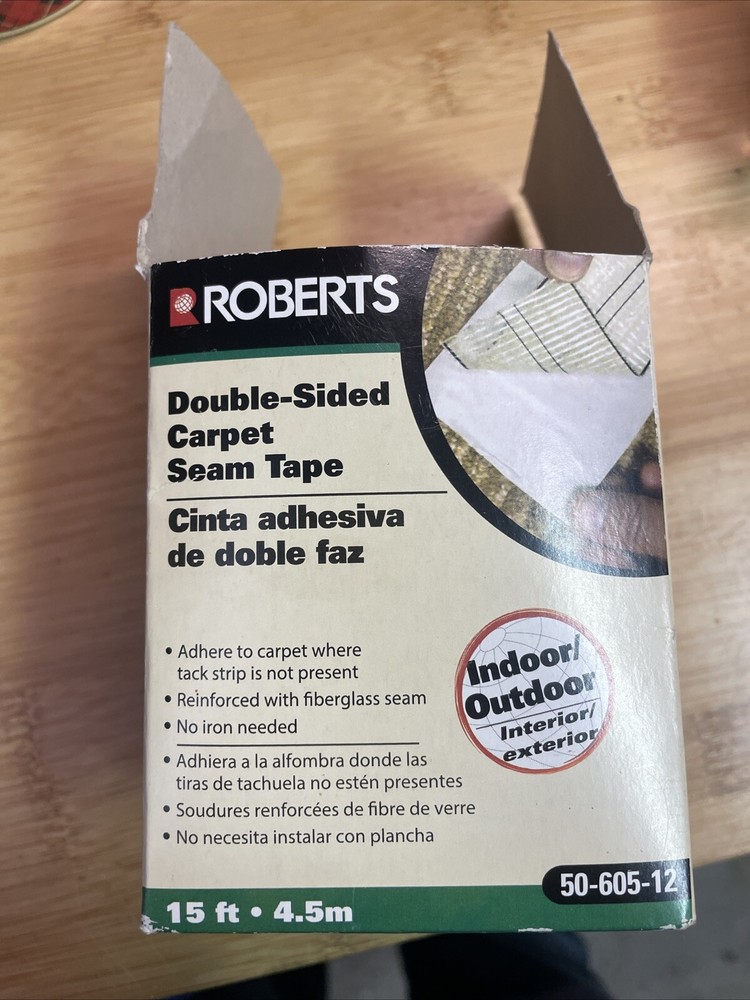 ROBERTS
Double-Sided
Carpet
Seam Tape
Cinta adhesiva
de doble faz
• Adhere to carpet where
tack strip is not present
• Reinforced with fiberglass seam
• No iron needed
• Adhiera a la alfombra donde las
tiras de tachuela no estén presentes
• Soudures renforcées de fibre de verre
• No necesita instalar con plancha
Indoor/
Outdoor
Interior/
exterior
50-605-12
15 ft • 4.5m